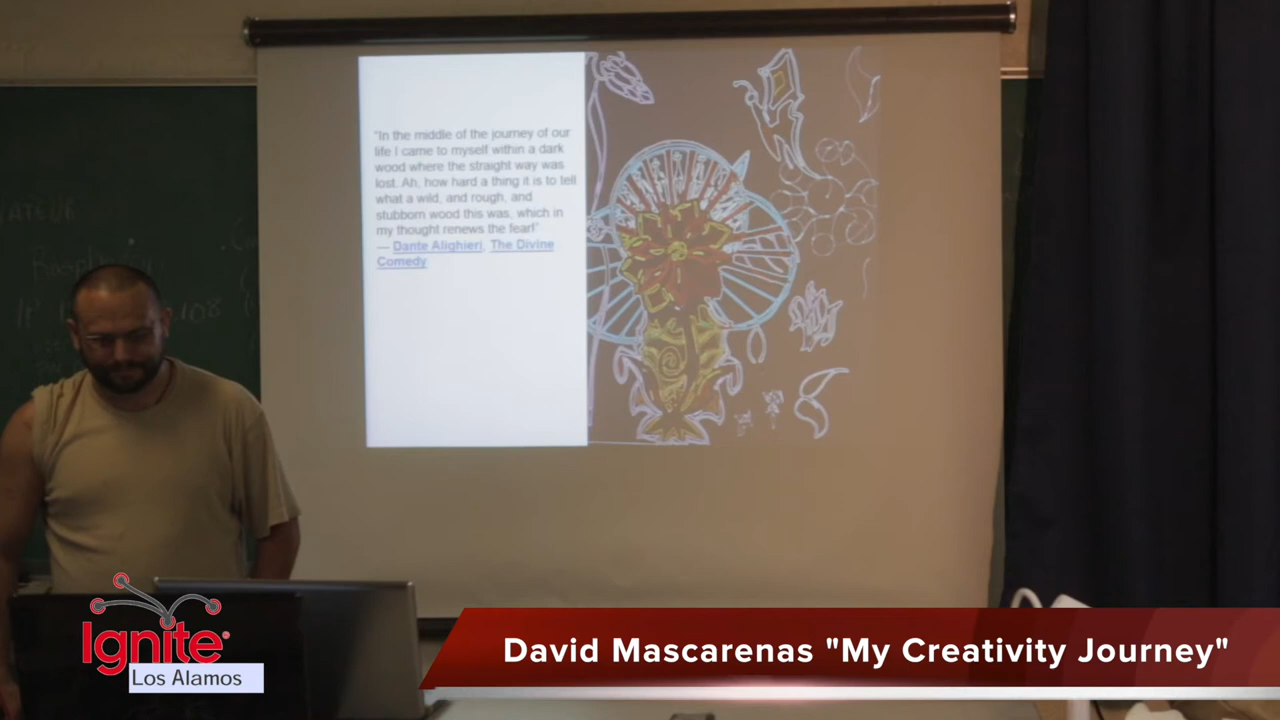 "In the middle of the journey of our
life I came to myself within a dark
wood where the straight way was
lost. Ah, how hard a thing it is to tell
what a wild, and rough, and
stubborn wood this was, which in
my thought renews the fear!"
— Dante Alighieri, The Divine
Comedy
Ignite
Los Alamos
David Mascarenas "My Creativity Journey"